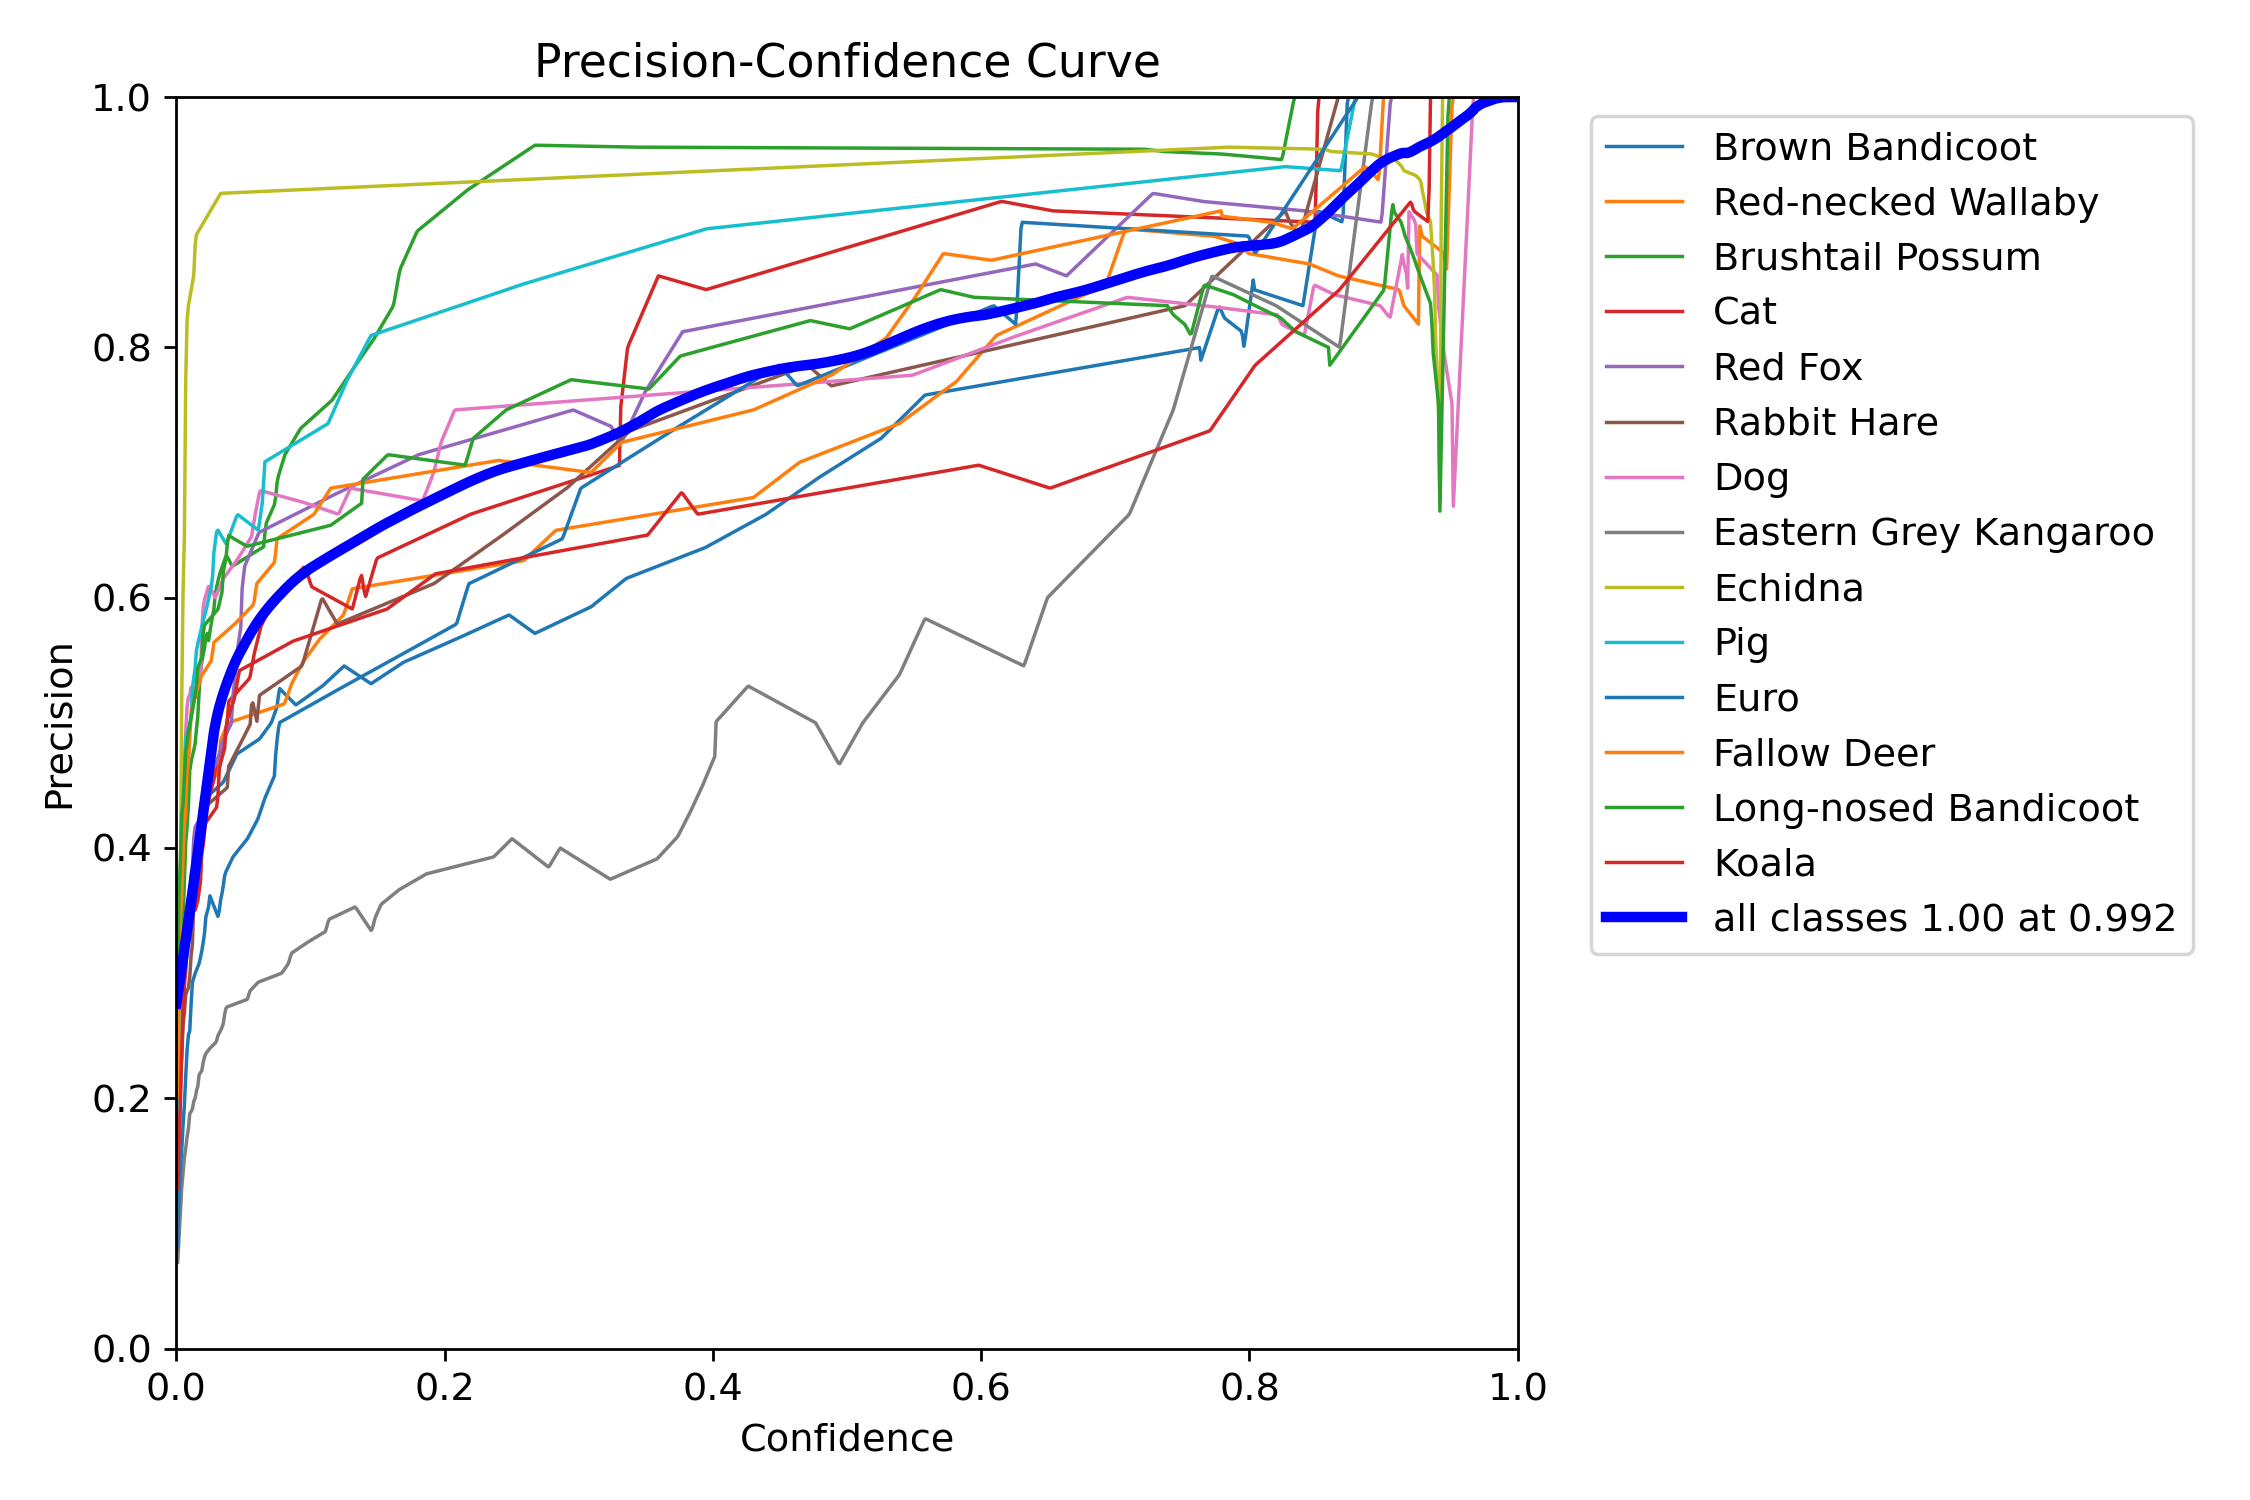 Precision-Confidence Curve
1.0
0.8
0.6
0.4
0.2
0.0
Precision
0.0 0.2 0.4 0.6 0.8 1.0
Confidence
Brown Bandicoot
Red-necked Wallaby
Brushtail Possum
Cat
Red Fox
Rabbit Hare
Dog
Eastern Grey Kangaroo
Echidna
Pig
Euro
Fallow Deer
Long-nosed Bandicoot
Koala
all classes 1.00 at 0.992